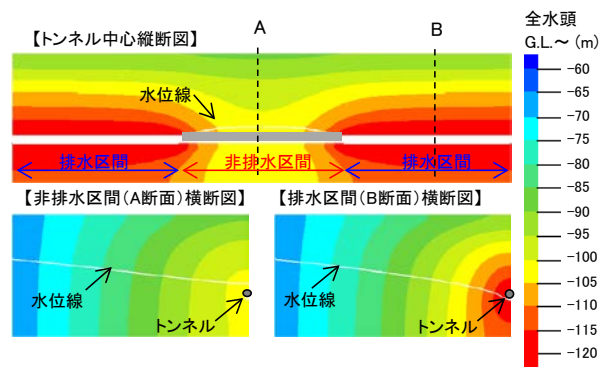 【トンネル中心縦断図】
A
B
水位線
排水区間
非排水区間
排水区間
【非排水区間(A断面)横断図】
【排水区間(B断面)横断図】
水位線
トンネル
水位線
トンネル
全水頭
G.L.~ (m)
-60
-65
-70
-75
-80
-85
-90
-95
-100
-105
-110
-115
-120